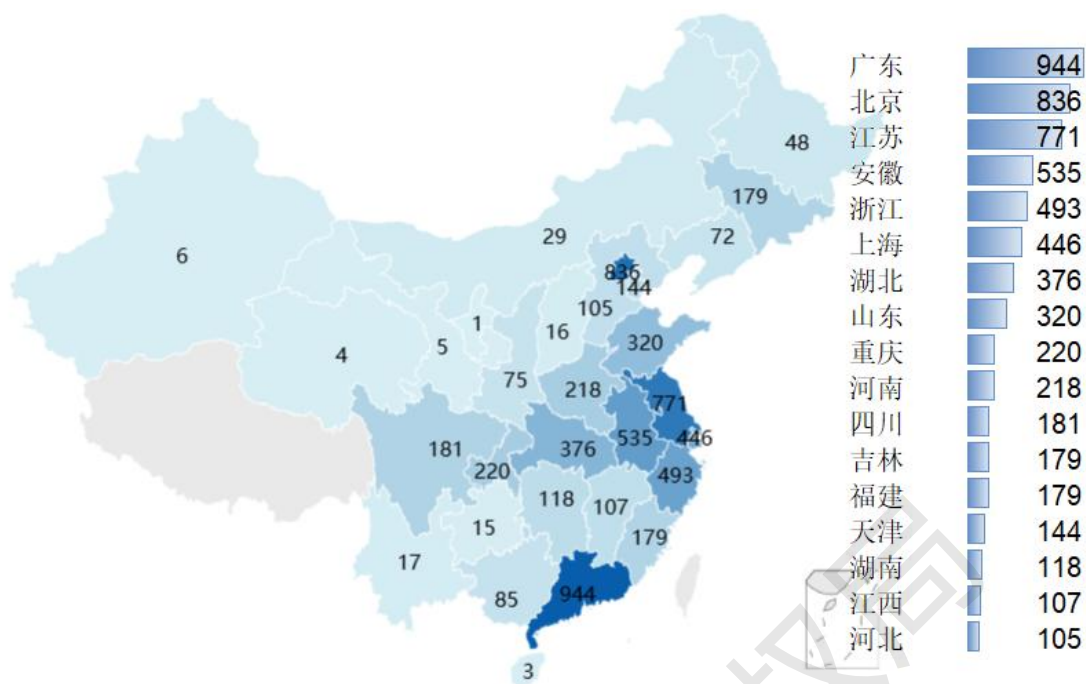 广东 944
北京 836
江苏 771
安徽 535
浙江 493
上海 446
湖北 376
山东 320
重庆 220
河南 218
四川 181
吉林 179
福建 179
天津 144
湖南 118
江西 107
河北 105
48
179
72
29
6
836
144
105
1
16
5
4
320
75
218
771
181
376
535
446
220
493
118
107
15
179
17
85
944
3
权局